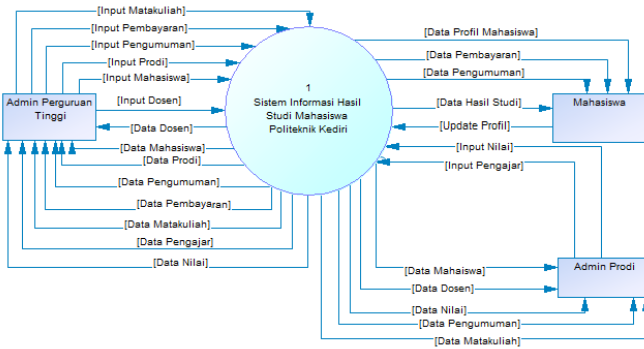 [Input Matakuliah]
[Input Pembayaran]
[Input Pengumuman]
[Input Prodi]
[Input Mahasiswa]
[Input Dosen]
Admin Perguruan
Tinggi
[Data Dosen]
[Data Mahasiswa]
[Data Prodi]
[Data Pengumuman]
[Data Pembayaran]
[Data Matakuliah]
[Data Pengajar]
[Data Nilai]
1
Sistem Informasi Hasil
Studi Mahasiswa
Politeknik Kediri
[Data Profil Mahasiswa]
[Data Pembayaran]
[Data Pengumuman]
[Data Hasil Studi]
Mahasiswa
[Update Profil]
[Input Nilai]
[Input Pengajar]
Admin Prodi
[Data Mahaiswa]
[Data Dosen]
[Data Nilai]
[Data Pengumuman]
[Data Matakuliah]